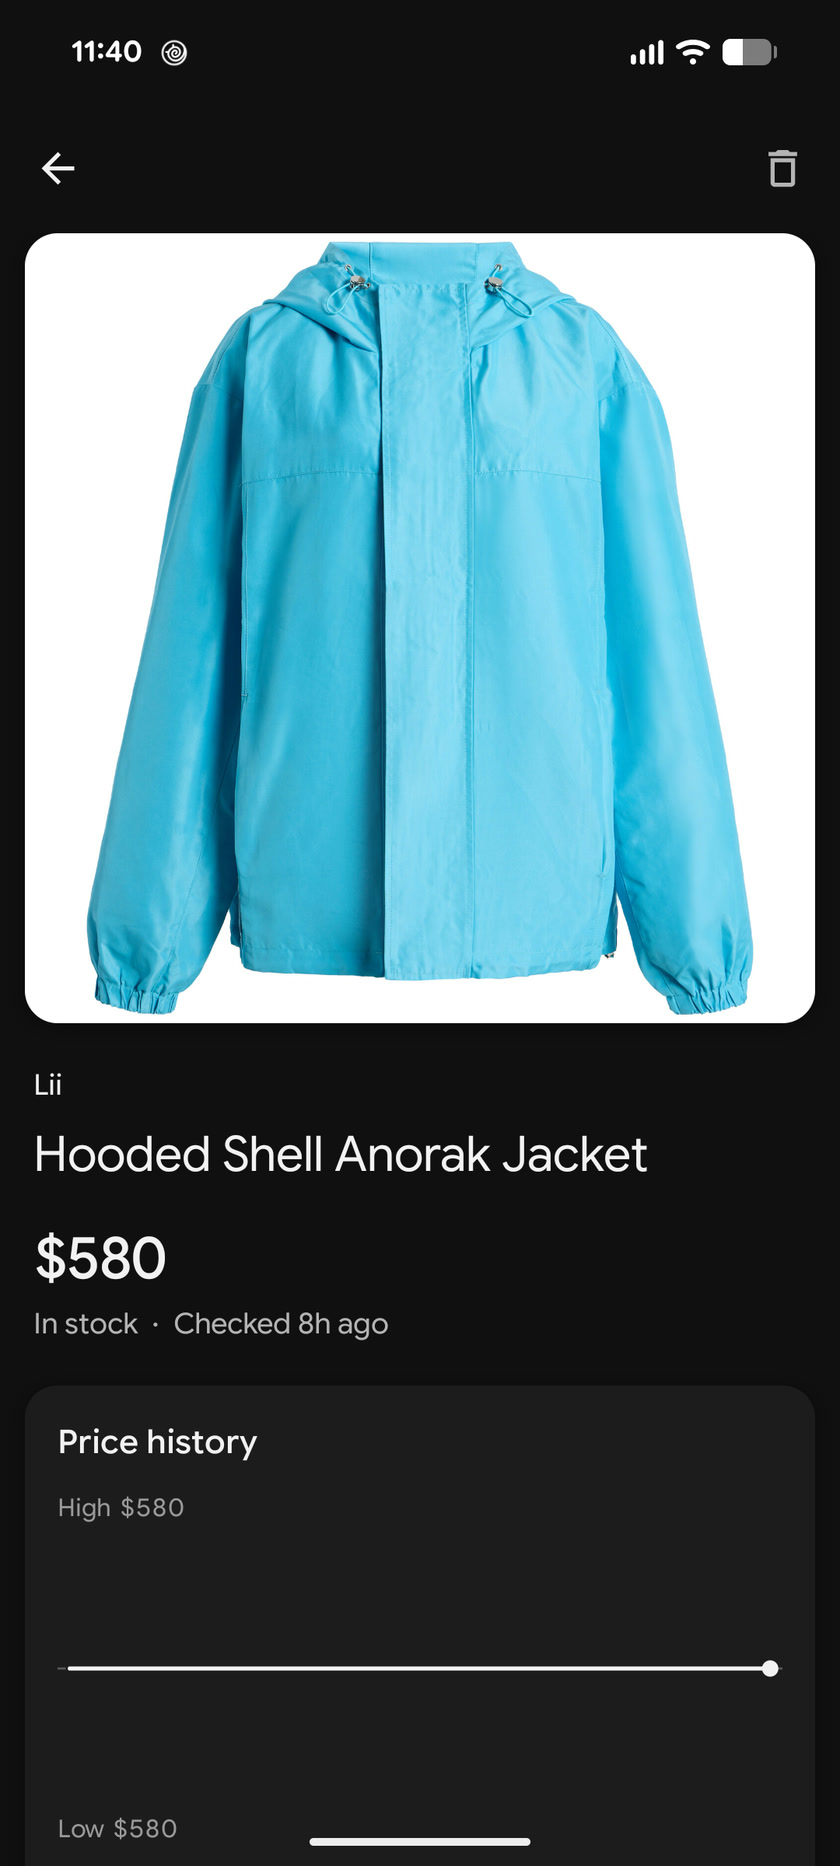 11:40
Lii
Hooded Shell Anorak Jacket
$580
In stock · Checked 8h ago
Price history
High $580
Low $580